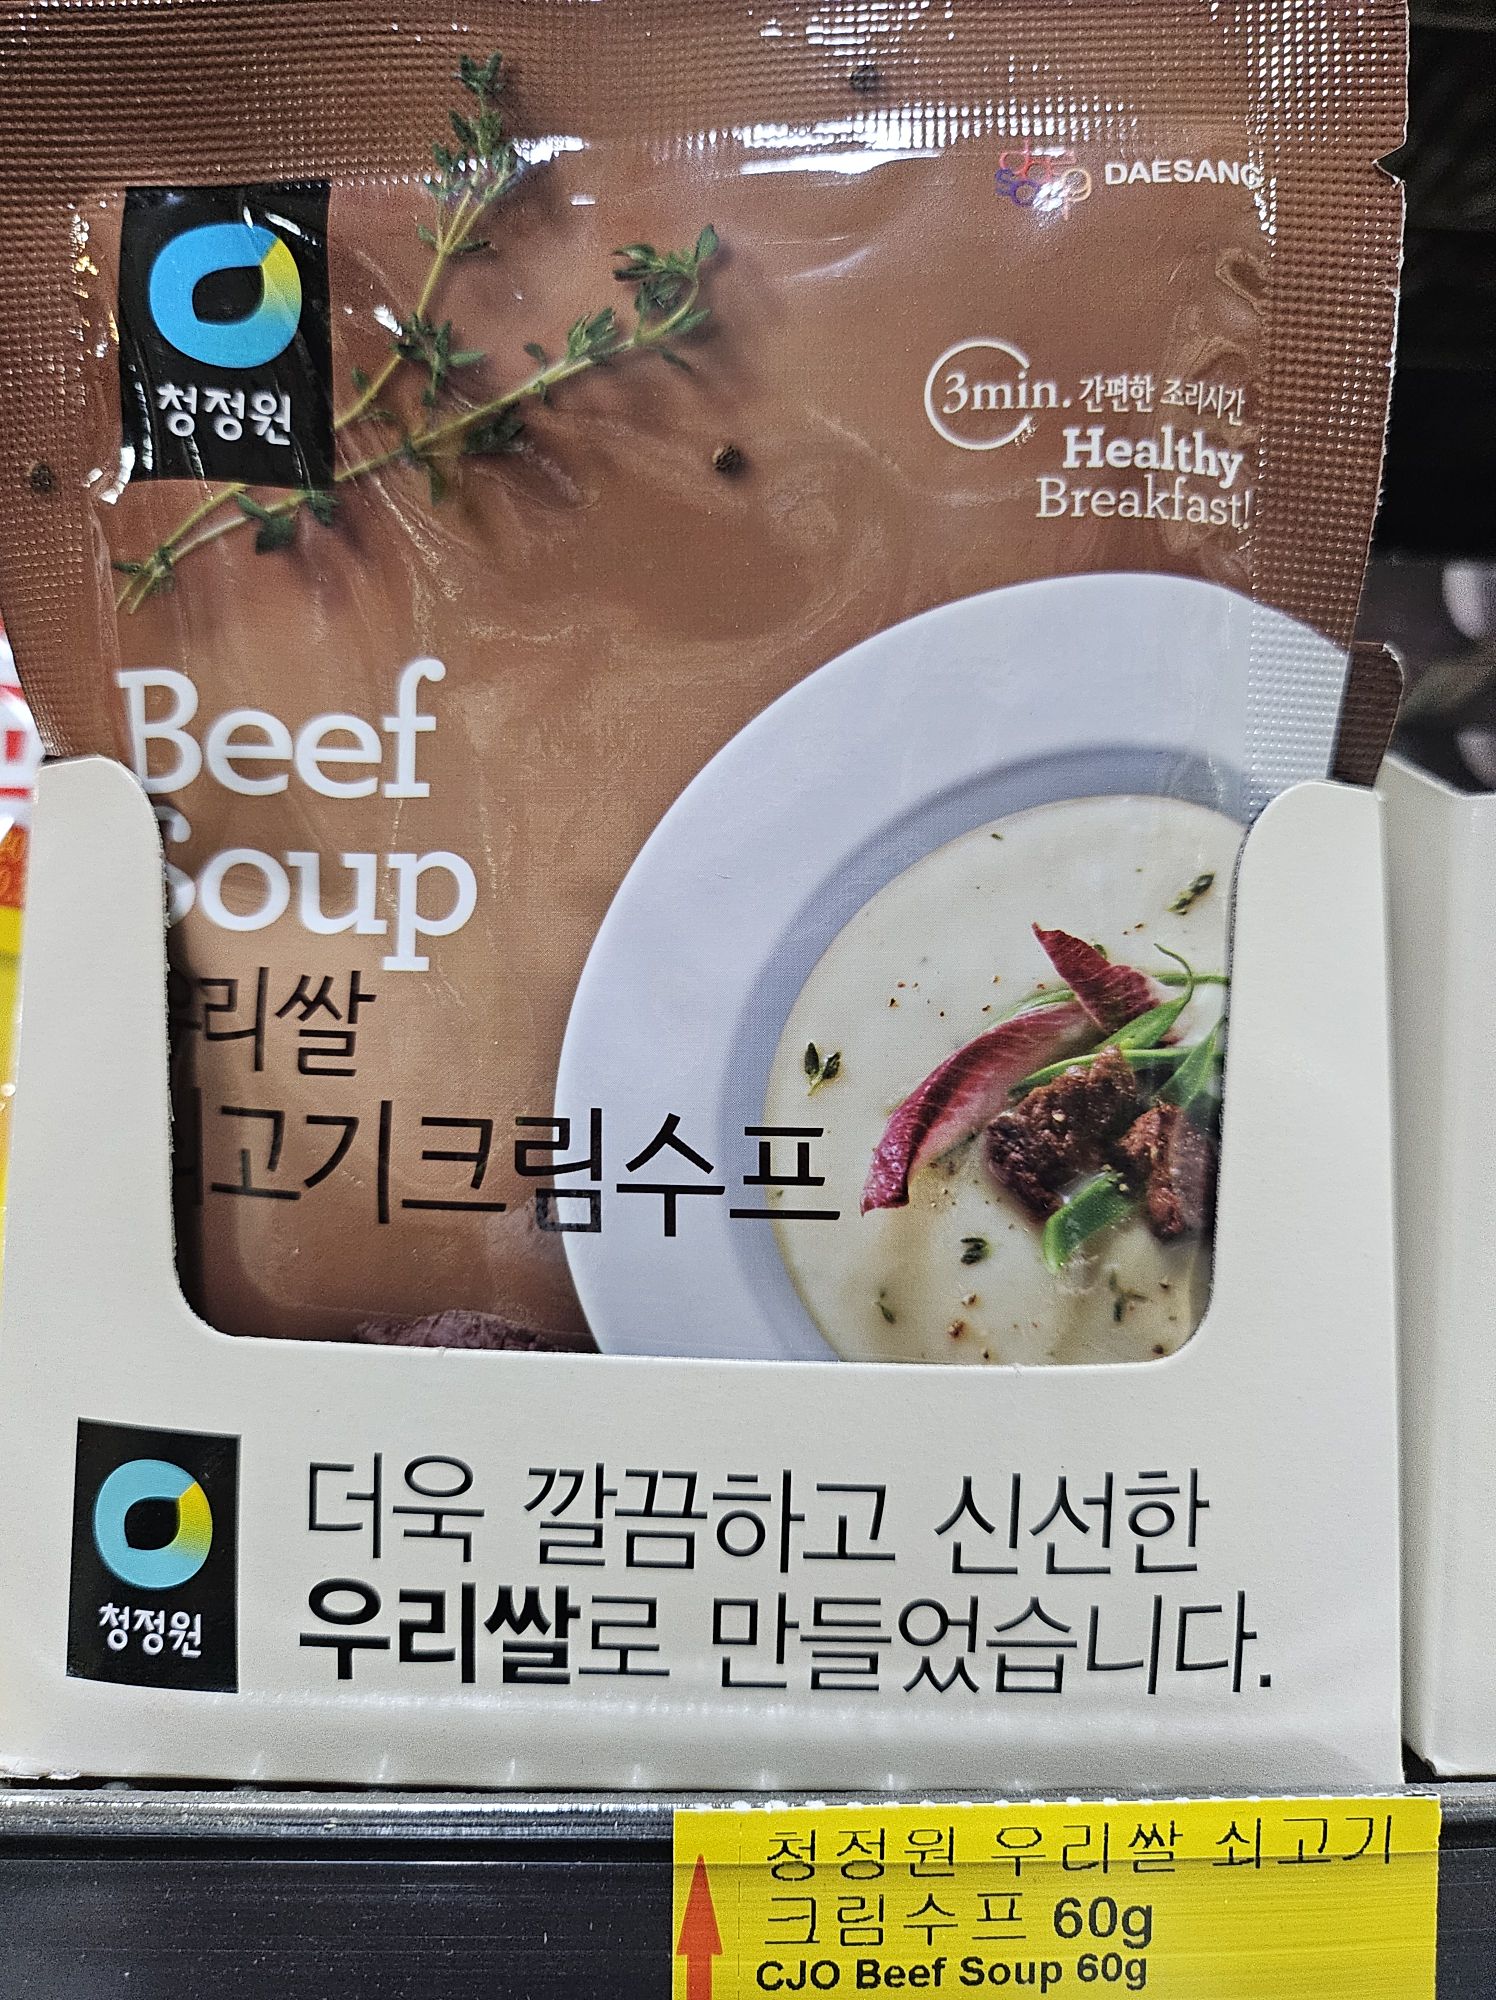 DAESANG
청정원
3min. 간편한 조리시간
Healthy
Breakfast!
Beef
Soup
우리쌀
쇠고기크림수프
청정원
더욱 깔끔하고 신선한
우리쌀로 만들었습니다.
청정원 우리쌀 쇠고기
크림수프 60g
CJO Beef Soup 60g